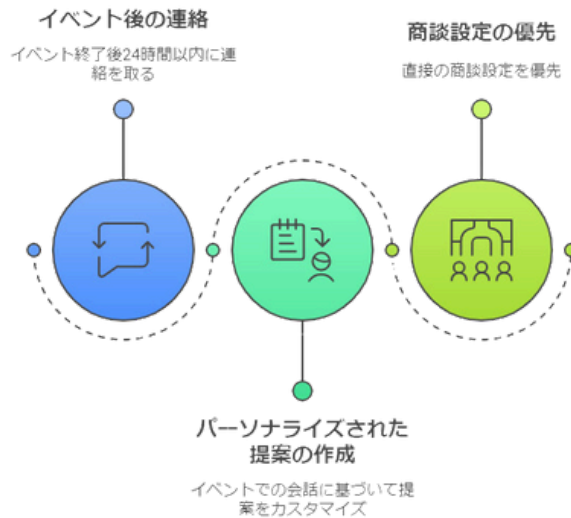 イベント後の連絡
イベント終了後24時間以内に連
絡を取る
商談設定の優先
直接の商談設定を優先
パーソナライズされた
提案の作成
イベントでの会話に基づいて提
案をカスタマイズ